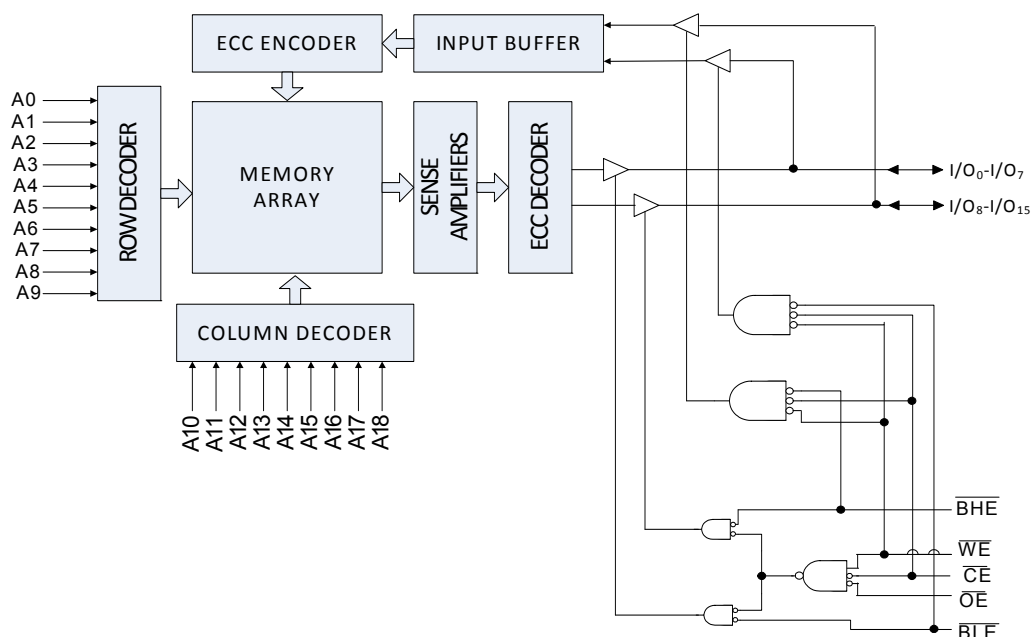 ECC ENCODER
INPUT BUFFER
A0
A1
A2
A3
A4
A5
A6
A7
A8
A9
ROW DECODER
MEMORY
ARRAY
SENSE
AMPLIFIERS
ECC DECODER
I/O0-I/O7
I/O8-I/O15
COLUMN DECODER
A10
A11
A12
A13
A14
A15
A16
A17
A18
BHE
WE
CE
OE
BLE